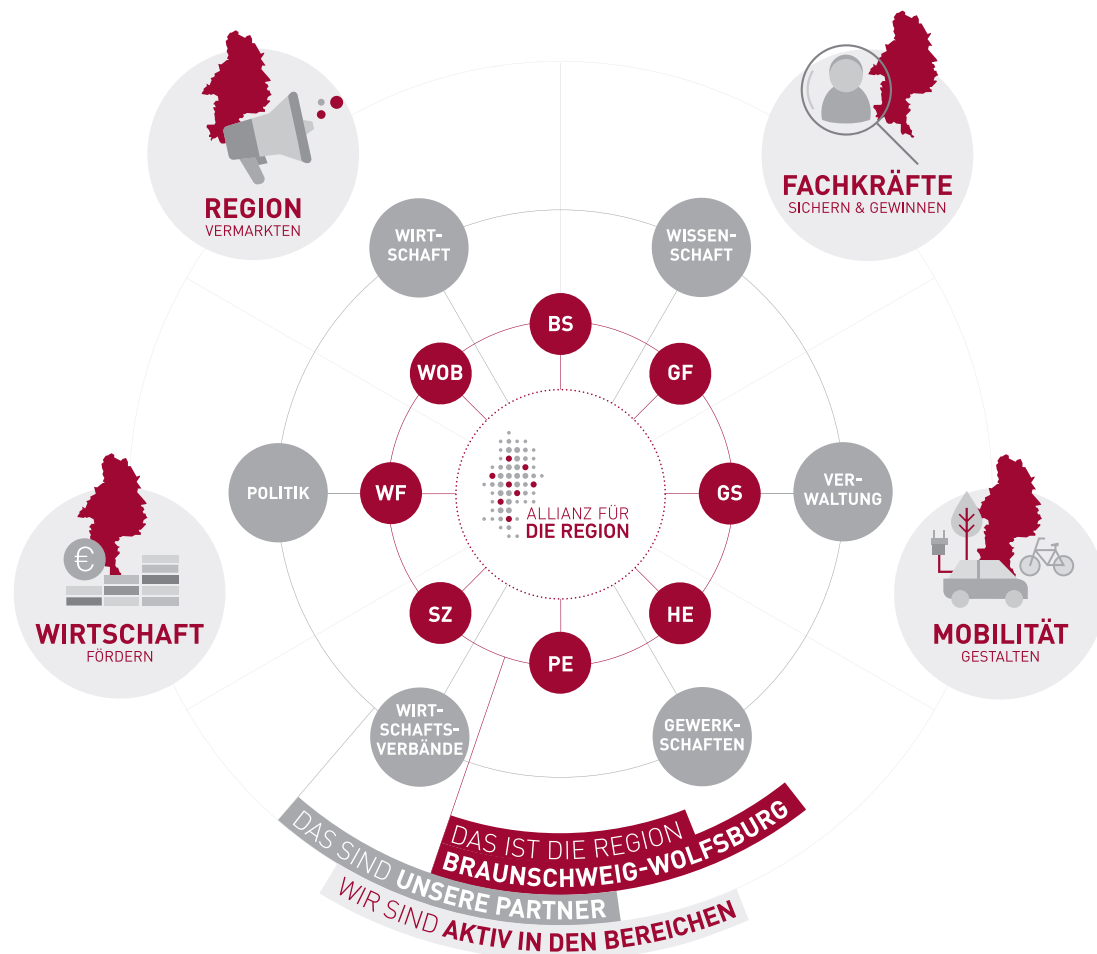 REGION
VERMARKTEN
FACHKRÄFTE
SICHERN & GEWINNEN
WIRT-
SCHAFT
WISSEN-
SCHAFT
BS
WOB
GF
POLITIK
WF
ALLIANZ FÜR
DIE REGION
GS
VER-
WALTUNG
€
WIRTSCHAFT
FÖRDERN
MOBILITÄT
GESTALTEN
SZ
HE
PE
WIRT-
SCHAFTS-
VERBÄNDE
GEWERK-
SCHAFTEN
DAS IST DIE REGION
BRAUNSCHWEIG-WOLFSBURG
DAS SIND UNSERE PARTNER
WIR SIND AKTIV IN DEN BEREICHEN